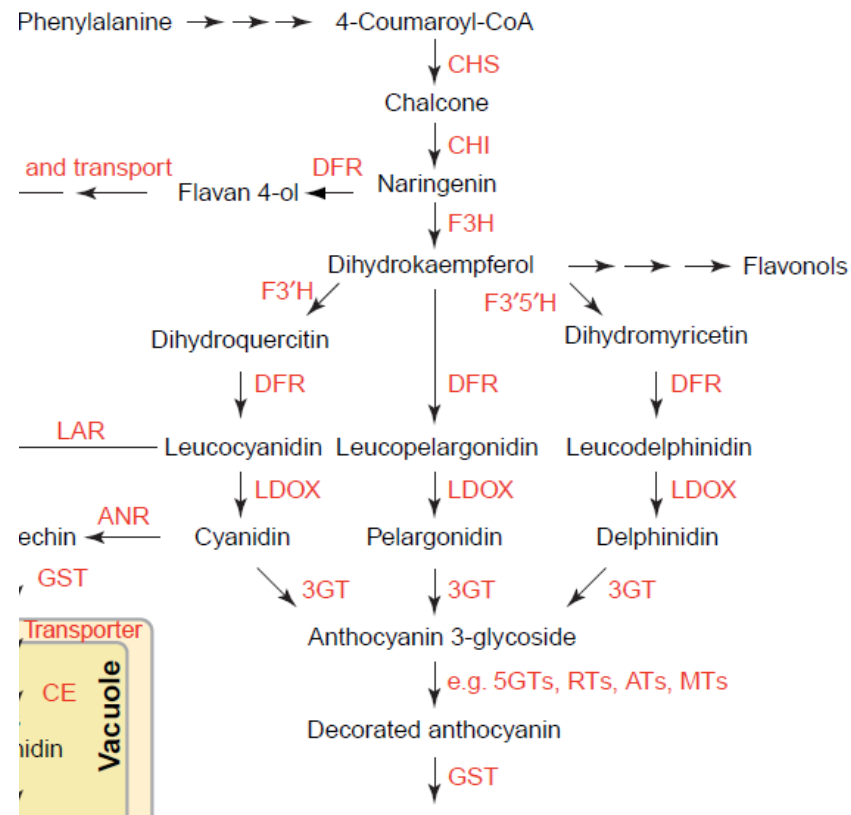 Phenylalanine 4-Coumaroyl-CoA
CHS
Chalcone
CHI
and transport DFR
Flavan 4-ol Naringenin
F3H
Dihydrokaempferol Flavonols
F3′H F3′5′H
Dihydroquercitin Dihydromyricetin
DFR DFR DFR
LAR
Leucocyanidin Leucopelargonidin Leucodelphinidin
LDOX LDOX LDOX
ANR
echin Cyanidin Pelargonidin Delphinidin
GST 3GT 3GT 3GT
Transporter
Anthocyanin 3-glycoside
CE e.g. 5GTs, RTs, ATs, MTs
Vacuole
nidin Decorated anthocyanin
GST